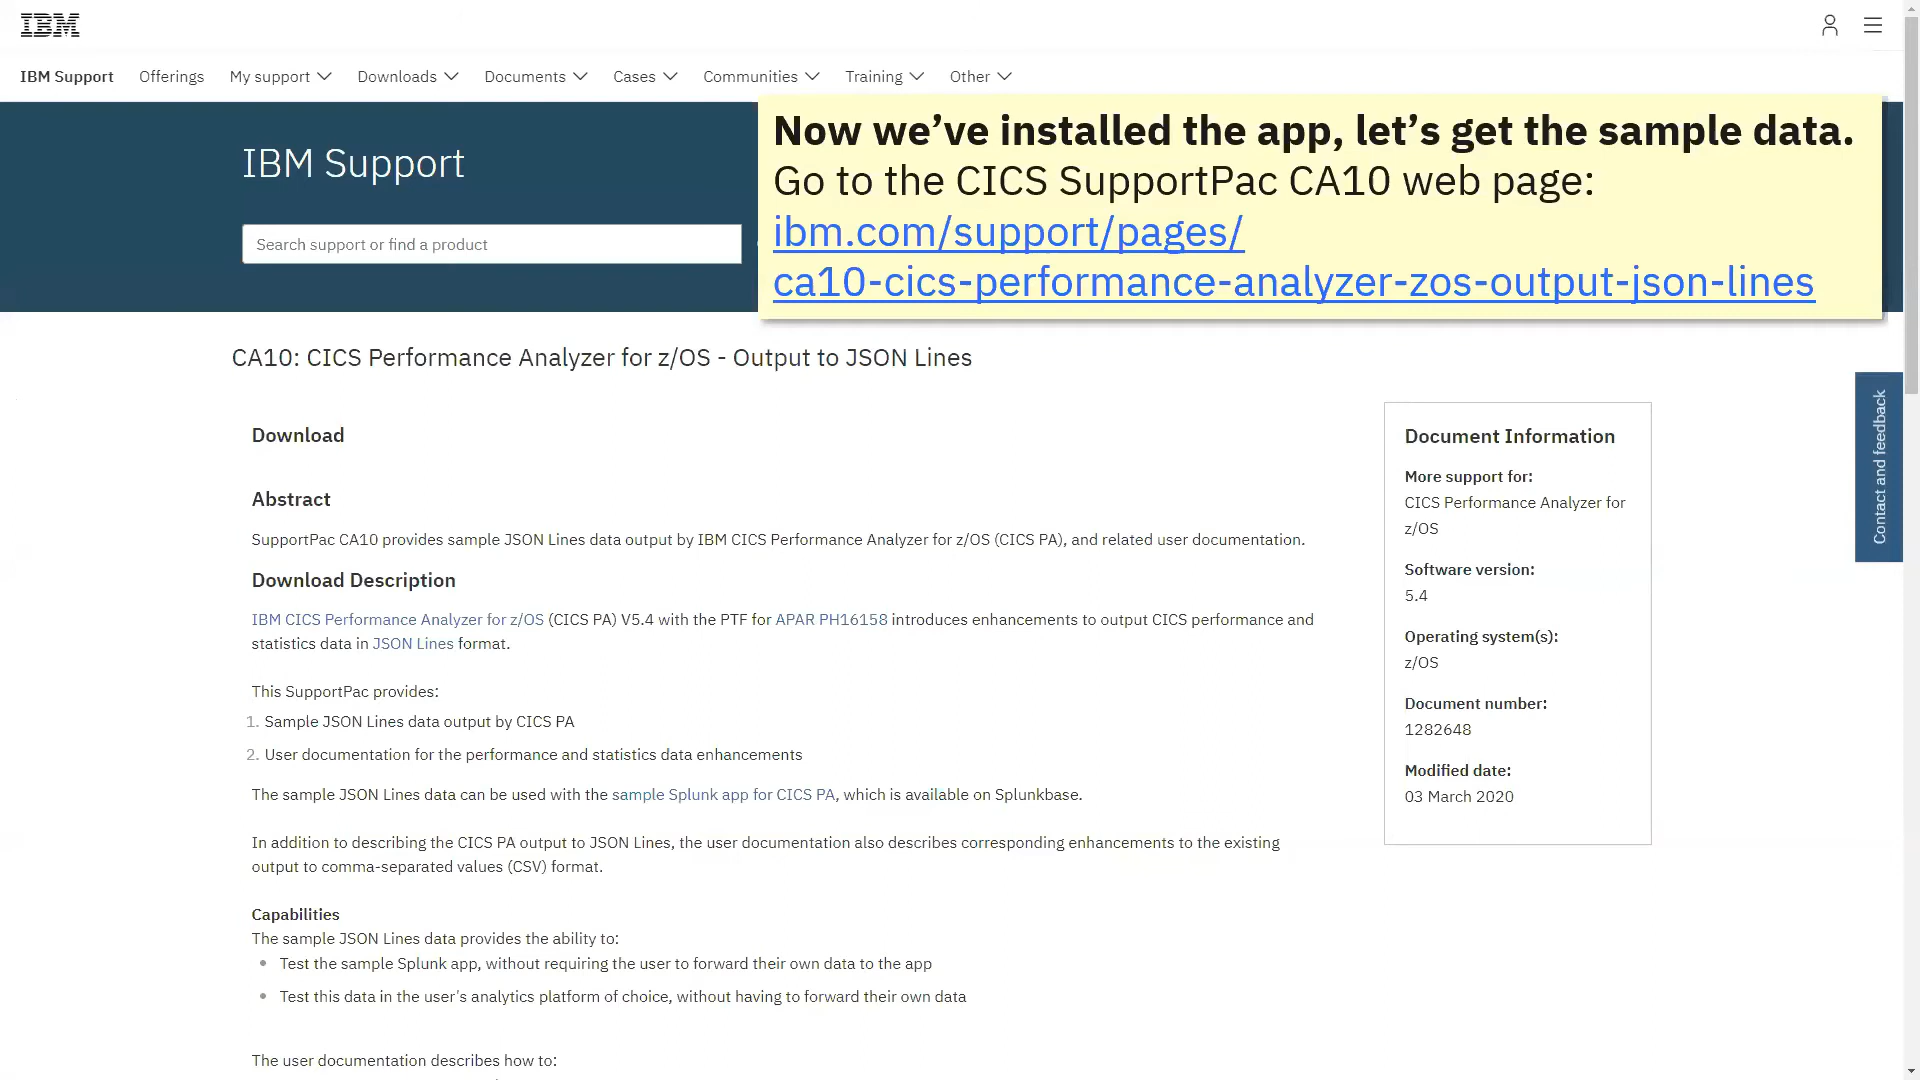 IBM
IBM Support Offerings My support Downloads Documents Cases Communities Training Other
Now we’ve installed the app, let’s get the sample data.
Go to the CICS SupportPac CA10 web page:
ibm.com/support/pages/
ca10-cics-performance-analyzer-zos-output-json-lines
IBM Support
Search support or find a product
CA10: CICS Performance Analyzer for z/OS - Output to JSON Lines
Download
Abstract
SupportPac CA10 provides sample JSON Lines data output by IBM CICS Performance Analyzer for z/OS (CICS PA), and related user documentation.
Download Description
IBM CICS Performance Analyzer for z/OS (CICS PA) V5.4 with the PTF for APAR PH16158 introduces enhancements to output CICS performance and
statistics data in JSON Lines format.
This SupportPac provides:
1. Sample JSON Lines data output by CICS PA
2. User documentation for the performance and statistics data enhancements
The sample JSON Lines data can be used with the sample Splunk app for CICS PA, which is available on Splunkbase.
In addition to describing the CICS PA output to JSON Lines, the user documentation also describes corresponding enhancements to the existing
output to comma-separated values (CSV) format.
Capabilities
The sample JSON Lines data provides the ability to:
• Test the sample Splunk app, without requiring the user to forward their own data to the app
• Test this data in the user's analytics platform of choice, without having to forward their own data
The user documentation describes how to:
Document Information
More support for:
CICS Performance Analyzer for
z/OS
Software version:
5.4
Operating system(s):
z/OS
Document number:
1282648
Modified date:
03 March 2020
Contact and feedback